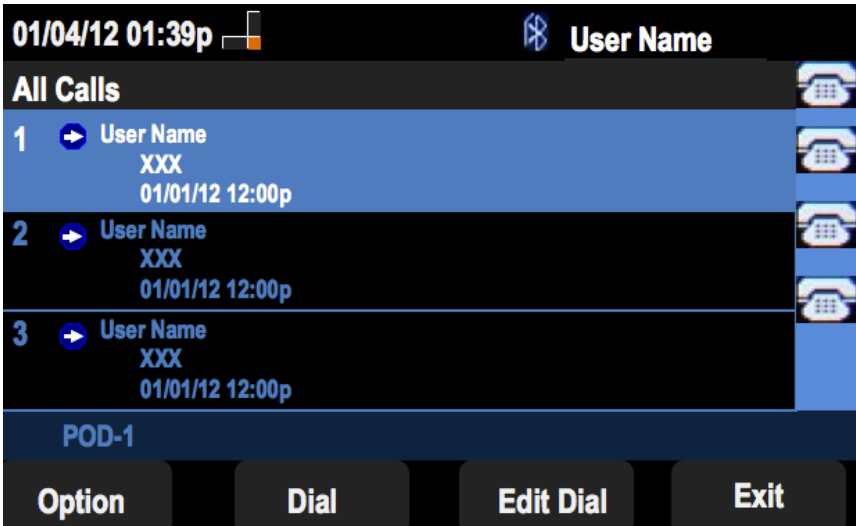 01/04/12 01:39p
User Name
All Calls
1 User Name
XXX
01/01/12 12:00p
2 User Name
XXX
01/01/12 12:00p
3 User Name
XXX
01/01/12 12:00p
POD-1
Option Dial Edit Dial Exit